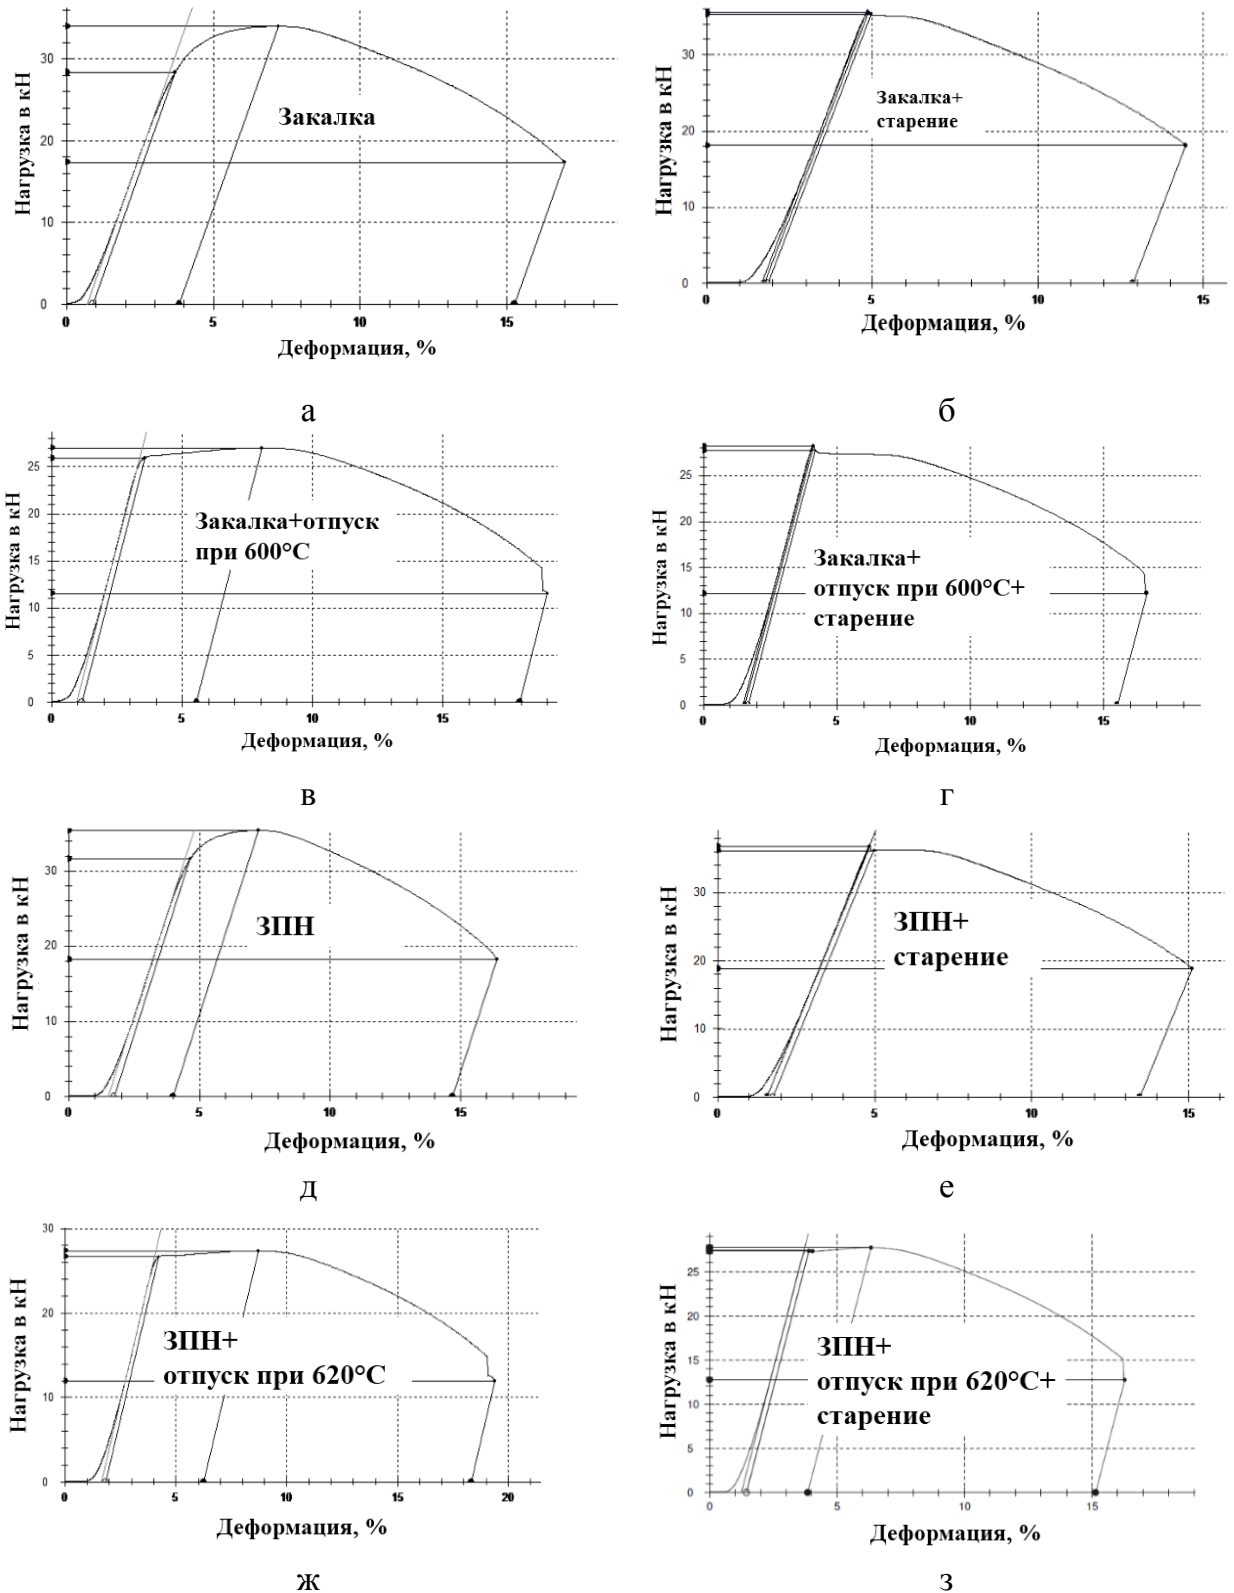 Нагрузка в кН
30
20
10
0
Закалка
0 5 10 15
Деформация, %
а
Нагрузка в кН
30
20
10
0
Закалка+
старение
0 5 10 15
Деформация, %
б
Нагрузка в кН
25
20
15
10
5
0
Закалка+отпуск
при 600°С
0 5 10 15
Деформация, %
в
Нагрузка в кН
25
20
15
10
5
0
Закалка+
отпуск при 600°С+
старение
0 5 10 15
Деформация, %
г
Нагрузка в кН
30
20
10
0
ЗПН
0 5 10 15
Деформация, %
д
Нагрузка в кН
30
20
10
0
ЗПН+
старение
0 5 10 15
Деформация, %
е
Нагрузка в кН
30
20
10
0
ЗПН+
отпуск при 620°С
0 5 10 15 20
Деформация, %
ж
Нагрузка в кН
25
20
15
10
5
0
ЗПН+
отпуск при 620°С+
старение
0 5 10 15
Деформация, %
з